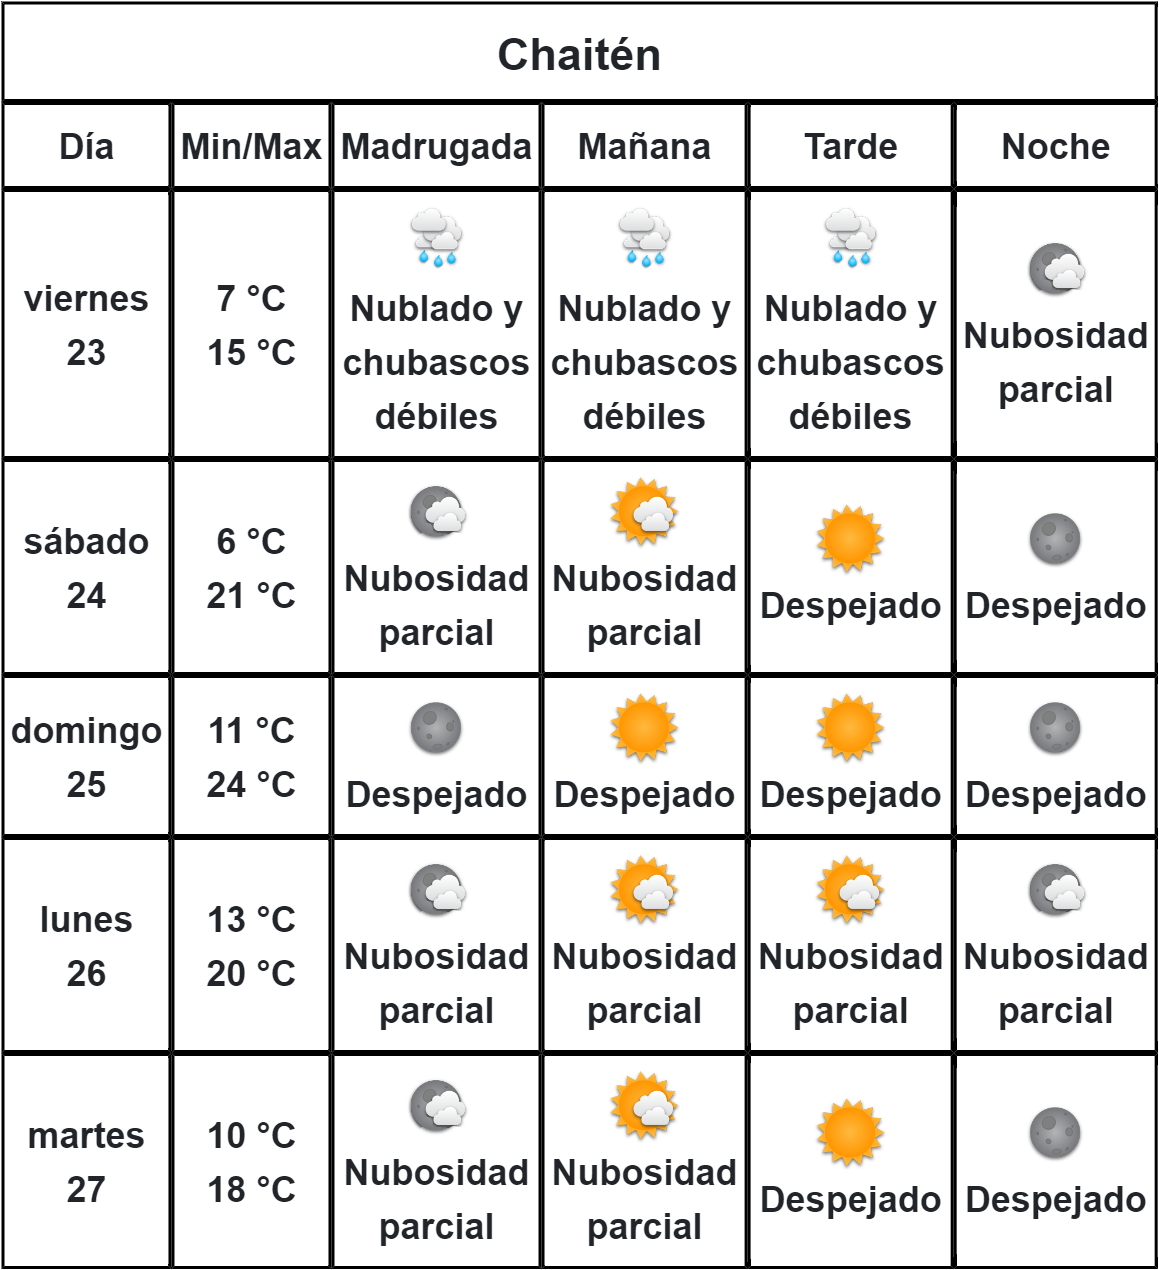 Chaitén
Día Min/Max Madrugada Mañana Tarde Noche
viernes
23
7 °C
15 °C
Nublado y
chubascos
débiles
Nublado y
chubascos
débiles
Nublado y
chubascos
débiles
Nubosidad
parcial
sábado
24
6 °C
21 °C
Nubosidad
parcial
Nubosidad
parcial
Despejado
Despejado
domingo
25
11 °C
24 °C
Despejado
Despejado
Despejado
Despejado
lunes
26
13 °C
20 °C
Nubosidad
parcial
Nubosidad
parcial
Nubosidad
parcial
Nubosidad
parcial
martes
27
10 °C
18 °C
Nubosidad
parcial
Nubosidad
parcial
Despejado
Despejado